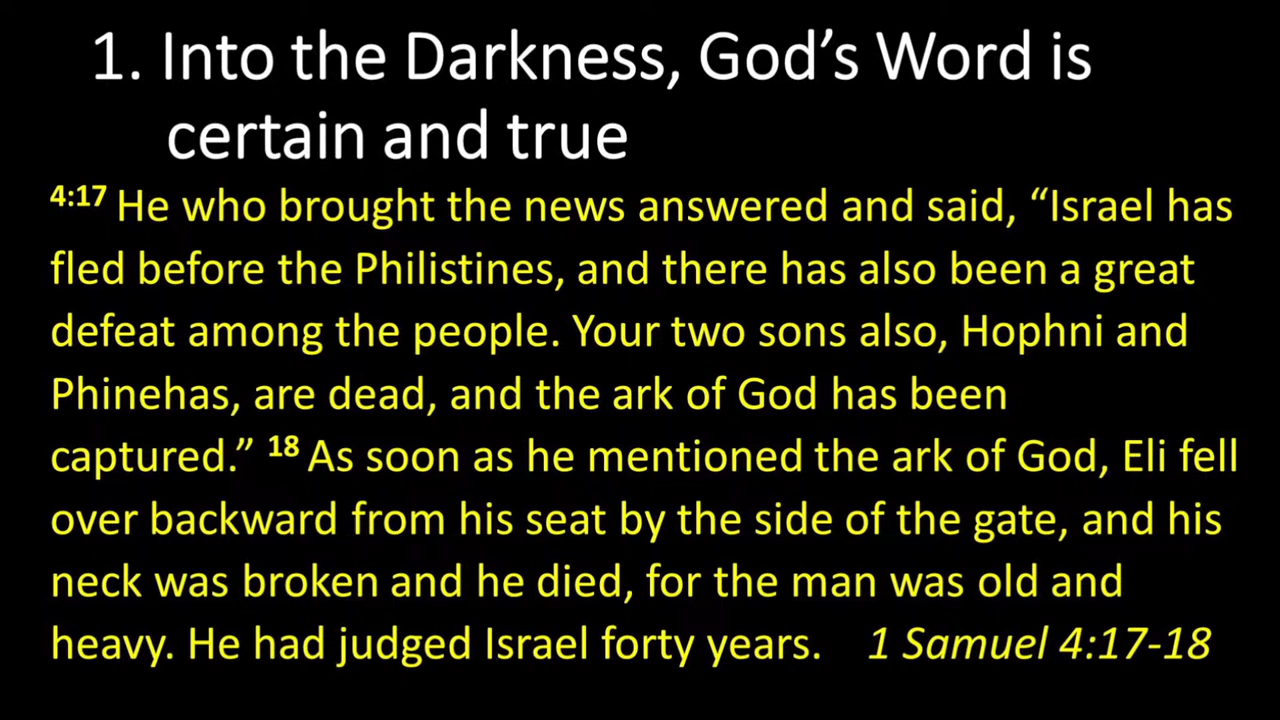 1. Into the Darkness, God’s Word is
certain and true
4:17 He who brought the news answered and said, “Israel has
fled before the Philistines, and there has also been a great
defeat among the people. Your two sons also, Hophni and
Phinehas, are dead, and the ark of God has been
captured.” 18 As soon as he mentioned the ark of God, Eli fell
over backward from his seat by the side of the gate, and his
neck was broken and he died, for the man was old and
heavy. He had judged Israel forty years. 1 Samuel 4:17-18